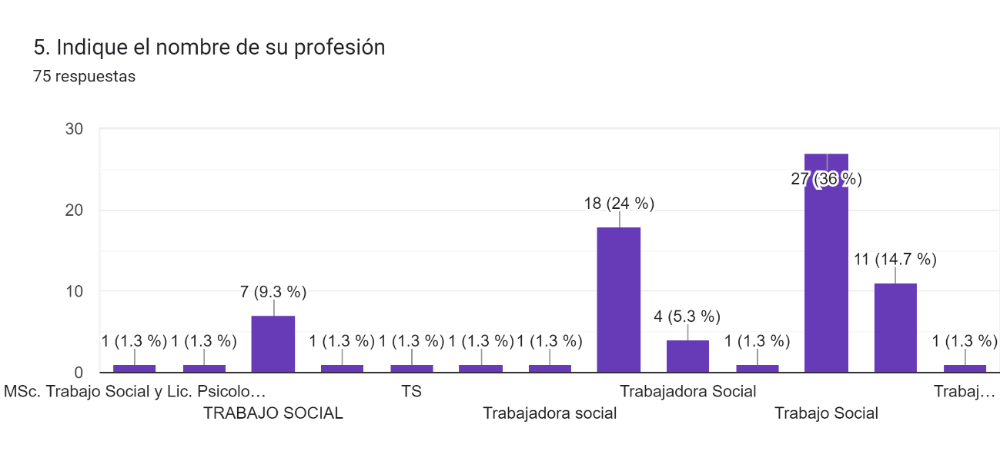 5. Indique el nombre de su profesión
75 respuestas
30
20
10
0
1 (1.3 %)
1 (1.3 %)
7 (9.3 %)
1 (1.3 %)
1 (1.3 %)
1 (1.3 %)
1 (1.3 %)
18 (24 %)
4 (5.3 %)
1 (1.3 %)
27 (36 %)
11 (14.7 %)
1 (1.3 %)
MSc. Trabajo Social y Lic. Psicolo…
TRABAJO SOCIAL
TS
Trabajadora social
Trabajadora Social
Trabajo Social
Trabaj…